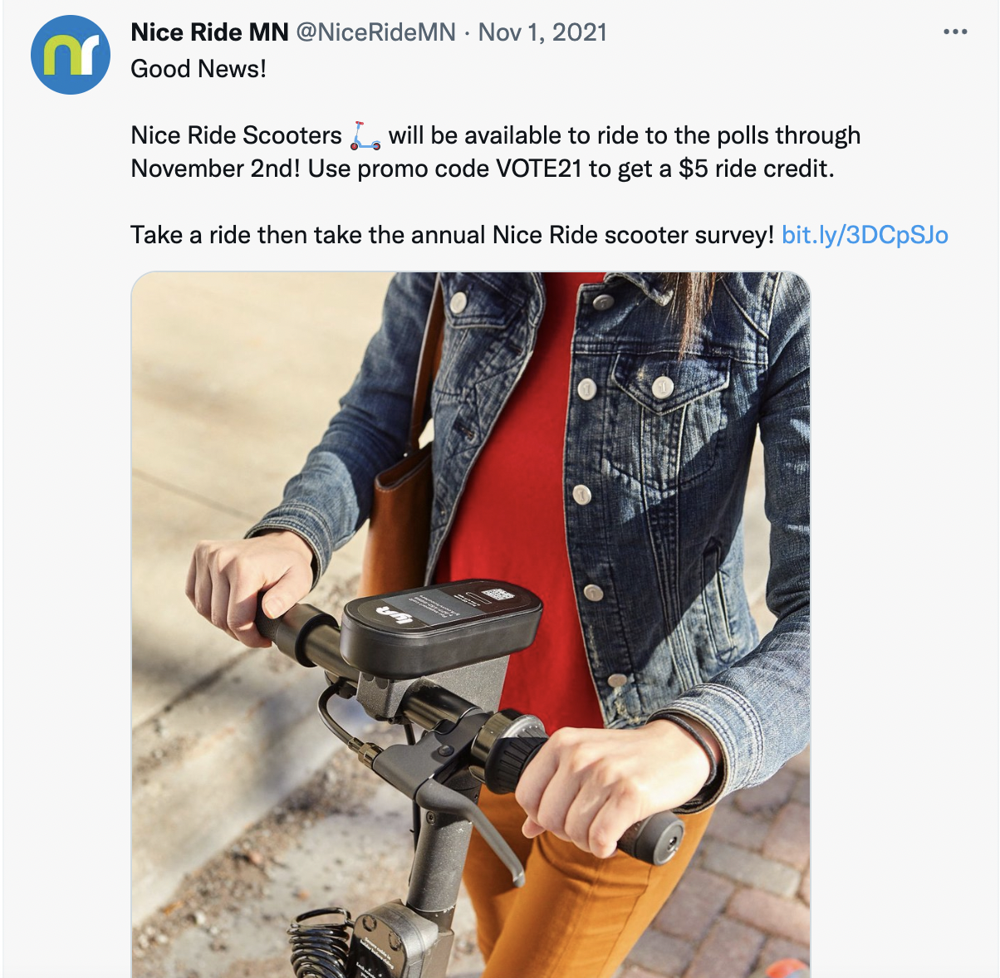 Nice Ride MN @NiceRideMN · Nov 1, 2021
Good News!
Nice Ride Scooters 🛴 will be available to ride to the polls through
November 2nd! Use promo code VOTE21 to get a $5 ride credit.
Take a ride then take the annual Nice Ride scooter survey! bit.ly/3DCpSJo
lyft